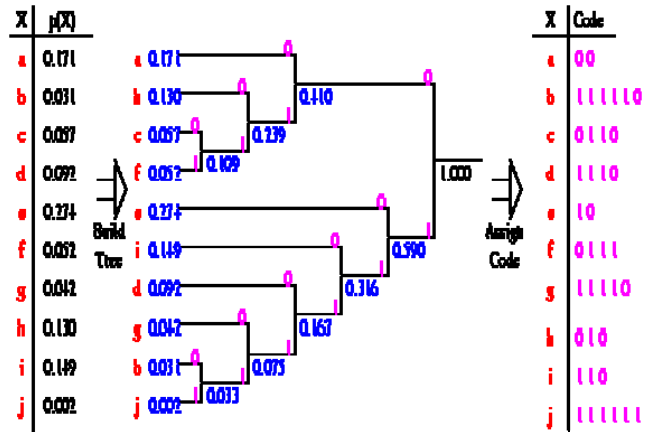 X p(X)
a 0.171
b 0.031
c 0.057
d 0.092
e 0.274
f 0.052
g 0.042
h 0.130
i 0.149
j 0.002
Build
Tree
a 0.171
h 0.130
c 0.057
f 0.052
e 0.274
i 0.149
d 0.092
g 0.042
b 0.031
j 0.002
0
1
0.109
0
1
0.239
0
1
0.410
0
1
0.033
0
1
0.075
0
1
0.167
0
1
0.316
0
1
0.590
0
1
1.000
Assign
Code
X Code
a 00
b 111110
c 0110
d 1110
e 10
f 0111
g 11110
h 010
i 110
j 111111